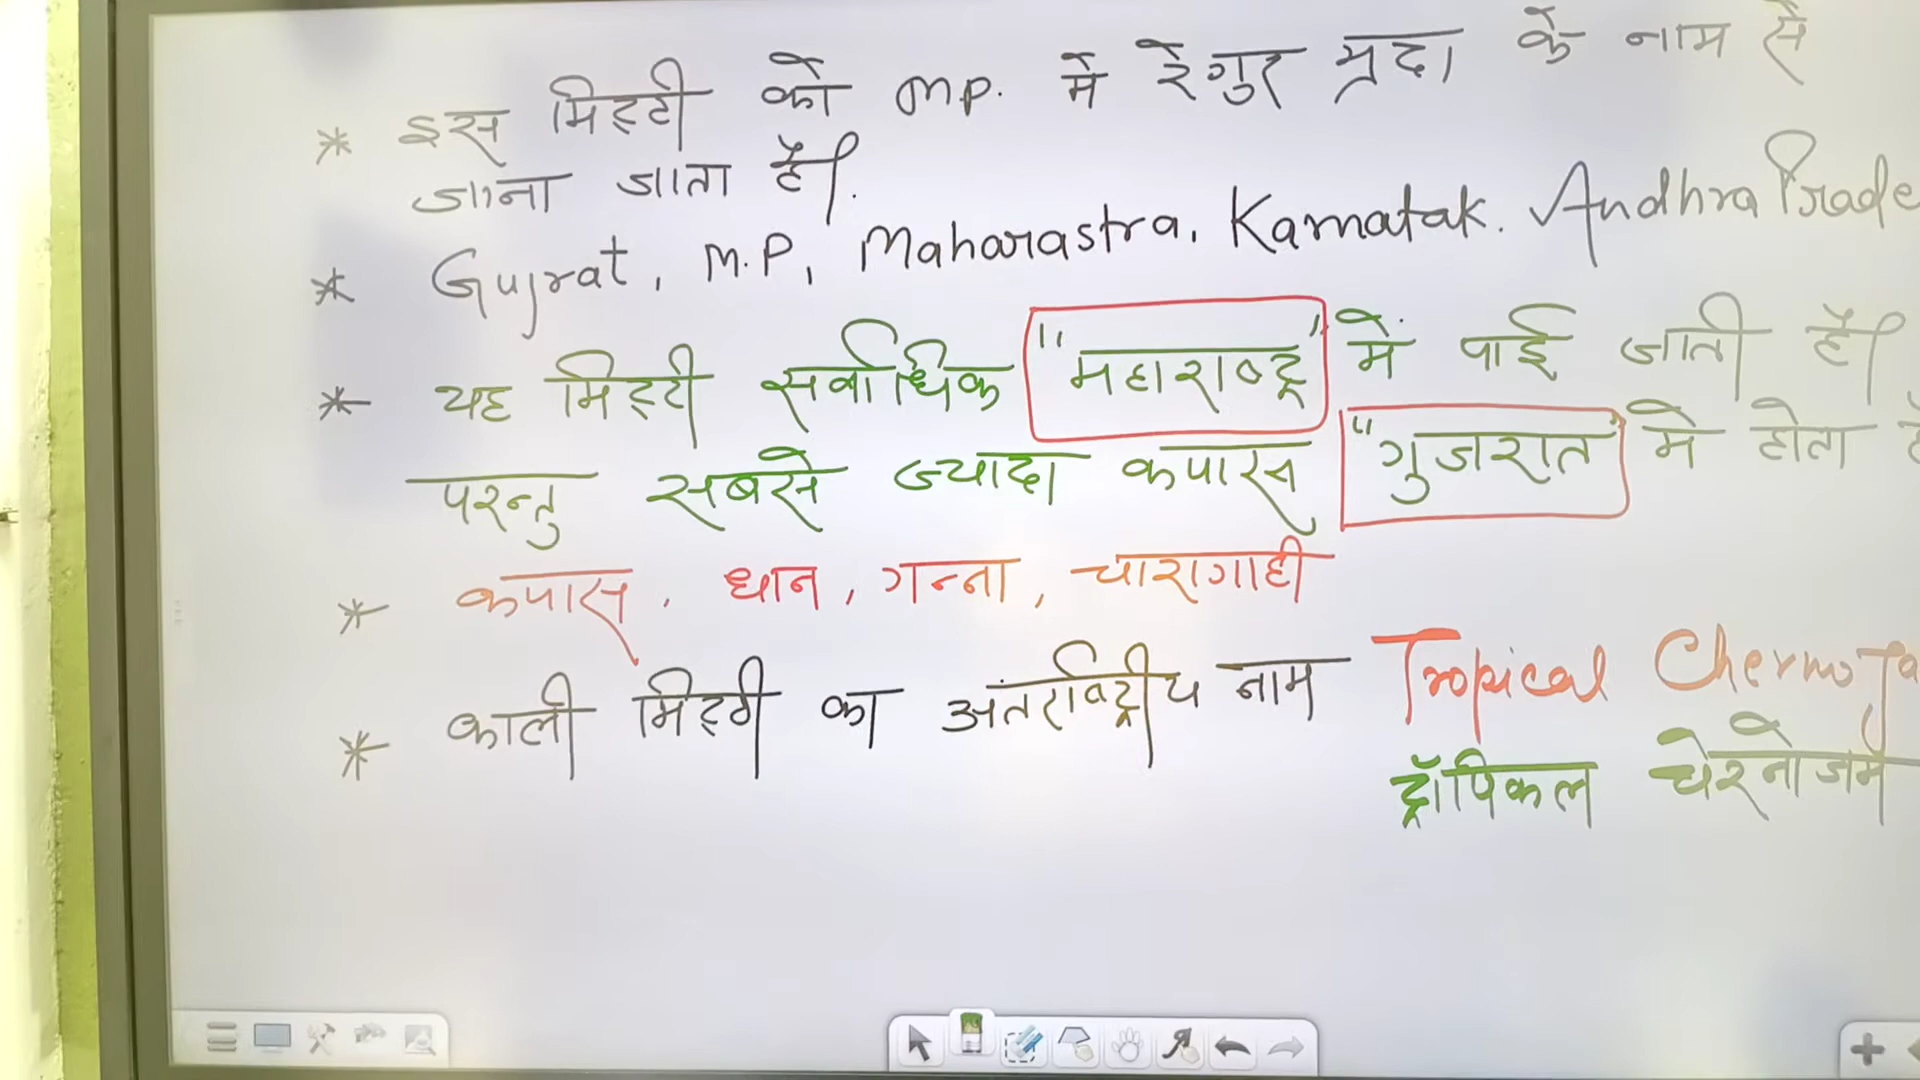 * इस मिट्टी को mp. में रेगुर मृदा के नाम से
जाना जाता है।
* Gujrat, M.P, Maharastra, Karnatak. Andhra Prade
* यह मिट्टी सर्वाधिक "महाराष्ट्र" में पाई जाती है
परन्तु सबसे ज्यादा कपास "गुजरात" मे होता है
* कपास, धान, गन्ना, चारागाही
* काली मिट्टी का अंतर्राष्ट्रीय नाम Tropical
ट्रॉपिकल चेरनोजम